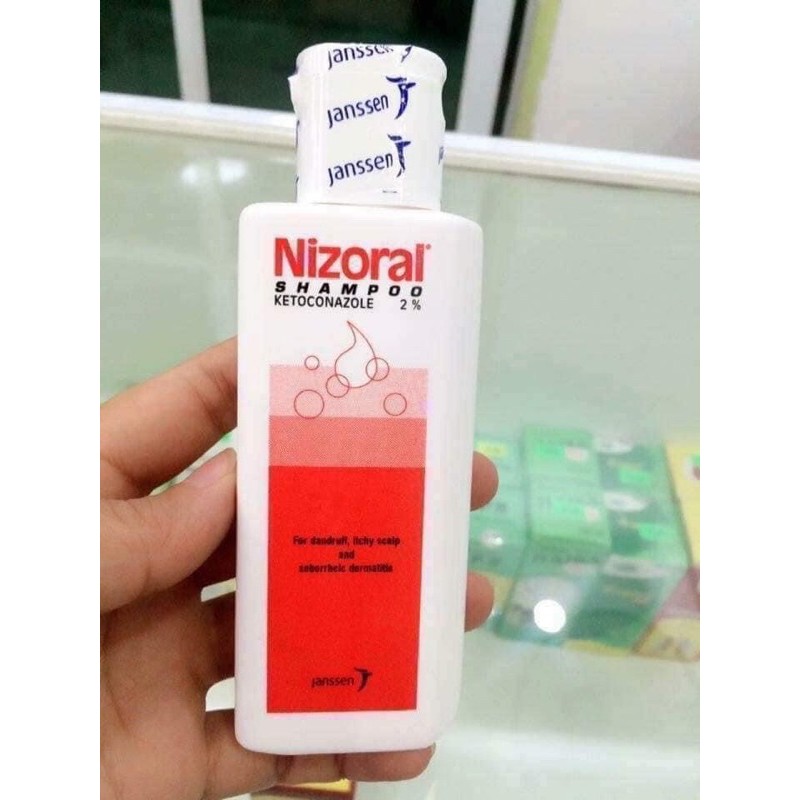 janssen
janssen
janssen
Nizoral®
SHAMPOO
KETOCONAZOLE 2 %
For dandruff, itchy scalp
and
seborrheic dermatitis
janssen